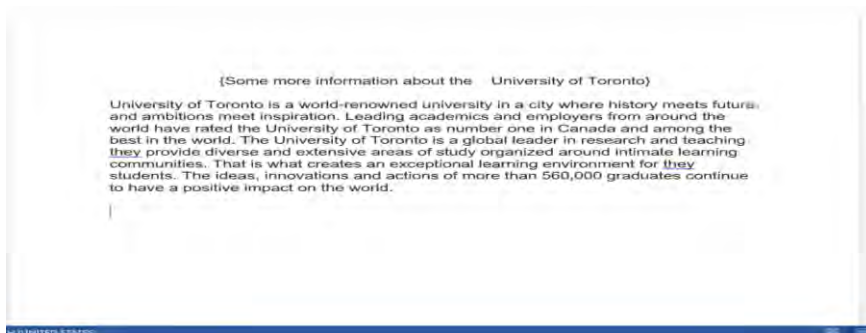 {Some more information about the University of Toronto}
University of Toronto is a world-renowned university in a city where history meets future
and ambitions meet inspiration. Leading academics and employers from around the
world have rated the University of Toronto as number one in Canada and among the
best in the world. The University of Toronto is a global leader in research and teaching
they provide diverse and extensive areas of study organized around intimate learning
communities. That is what creates an exceptional learning environment for they
students. The ideas, innovations and actions of more than 560,000 graduates continue
to have a positive impact on the world.